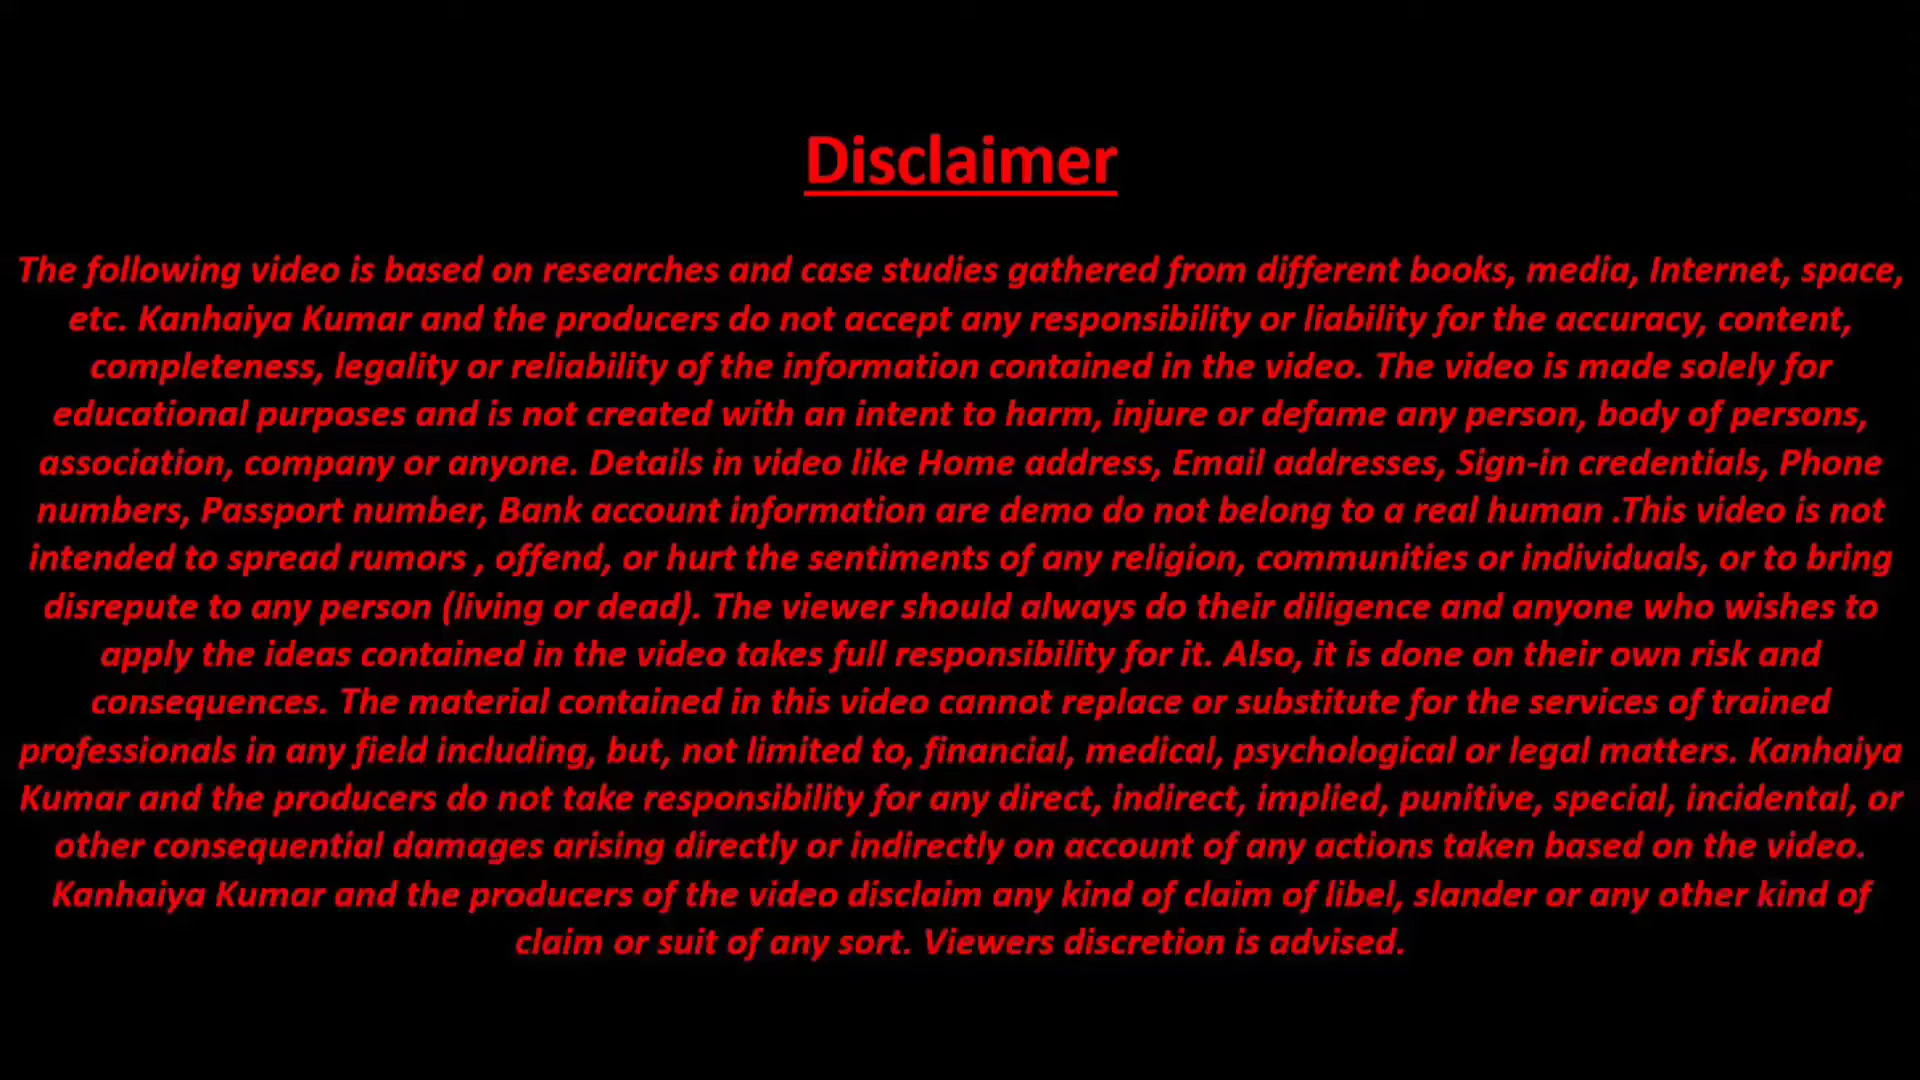 Disclaimer
The following video is based on researches and case studies gathered from different books, media, Internet, space,
etc. Kanhaiya Kumar and the producers do not accept any responsibility or liability for the accuracy, content,
completeness, legality or reliability of the information contained in the video. The video is made solely for
educational purposes and is not created with an intent to harm, injure or defame any person, body of persons,
association, company or anyone. Details in video like Home address, Email addresses, Sign-in credentials, Phone
numbers, Passport number, Bank account information are demo do not belong to a real human .This video is not
intended to spread rumors , offend, or hurt the sentiments of any religion, communities or individuals, or to bring
disrepute to any person (living or dead). The viewer should always do their diligence and anyone who wishes to
apply the ideas contained in the video takes full responsibility for it. Also, it is done on their own risk and
consequences. The material contained in this video cannot replace or substitute for the services of trained
professionals in any field including, but, not limited to, financial, medical, psychological or legal matters. Kanhaiya
Kumar and the producers do not take responsibility for any direct, indirect, implied, punitive, special, incidental, or
other consequential damages arising directly or indirectly on account of any actions taken based on the video.
Kanhaiya Kumar and the producers of the video disclaim any kind of claim of libel, slander or any other kind of
claim or suit of any sort. Viewers discretion is advised.